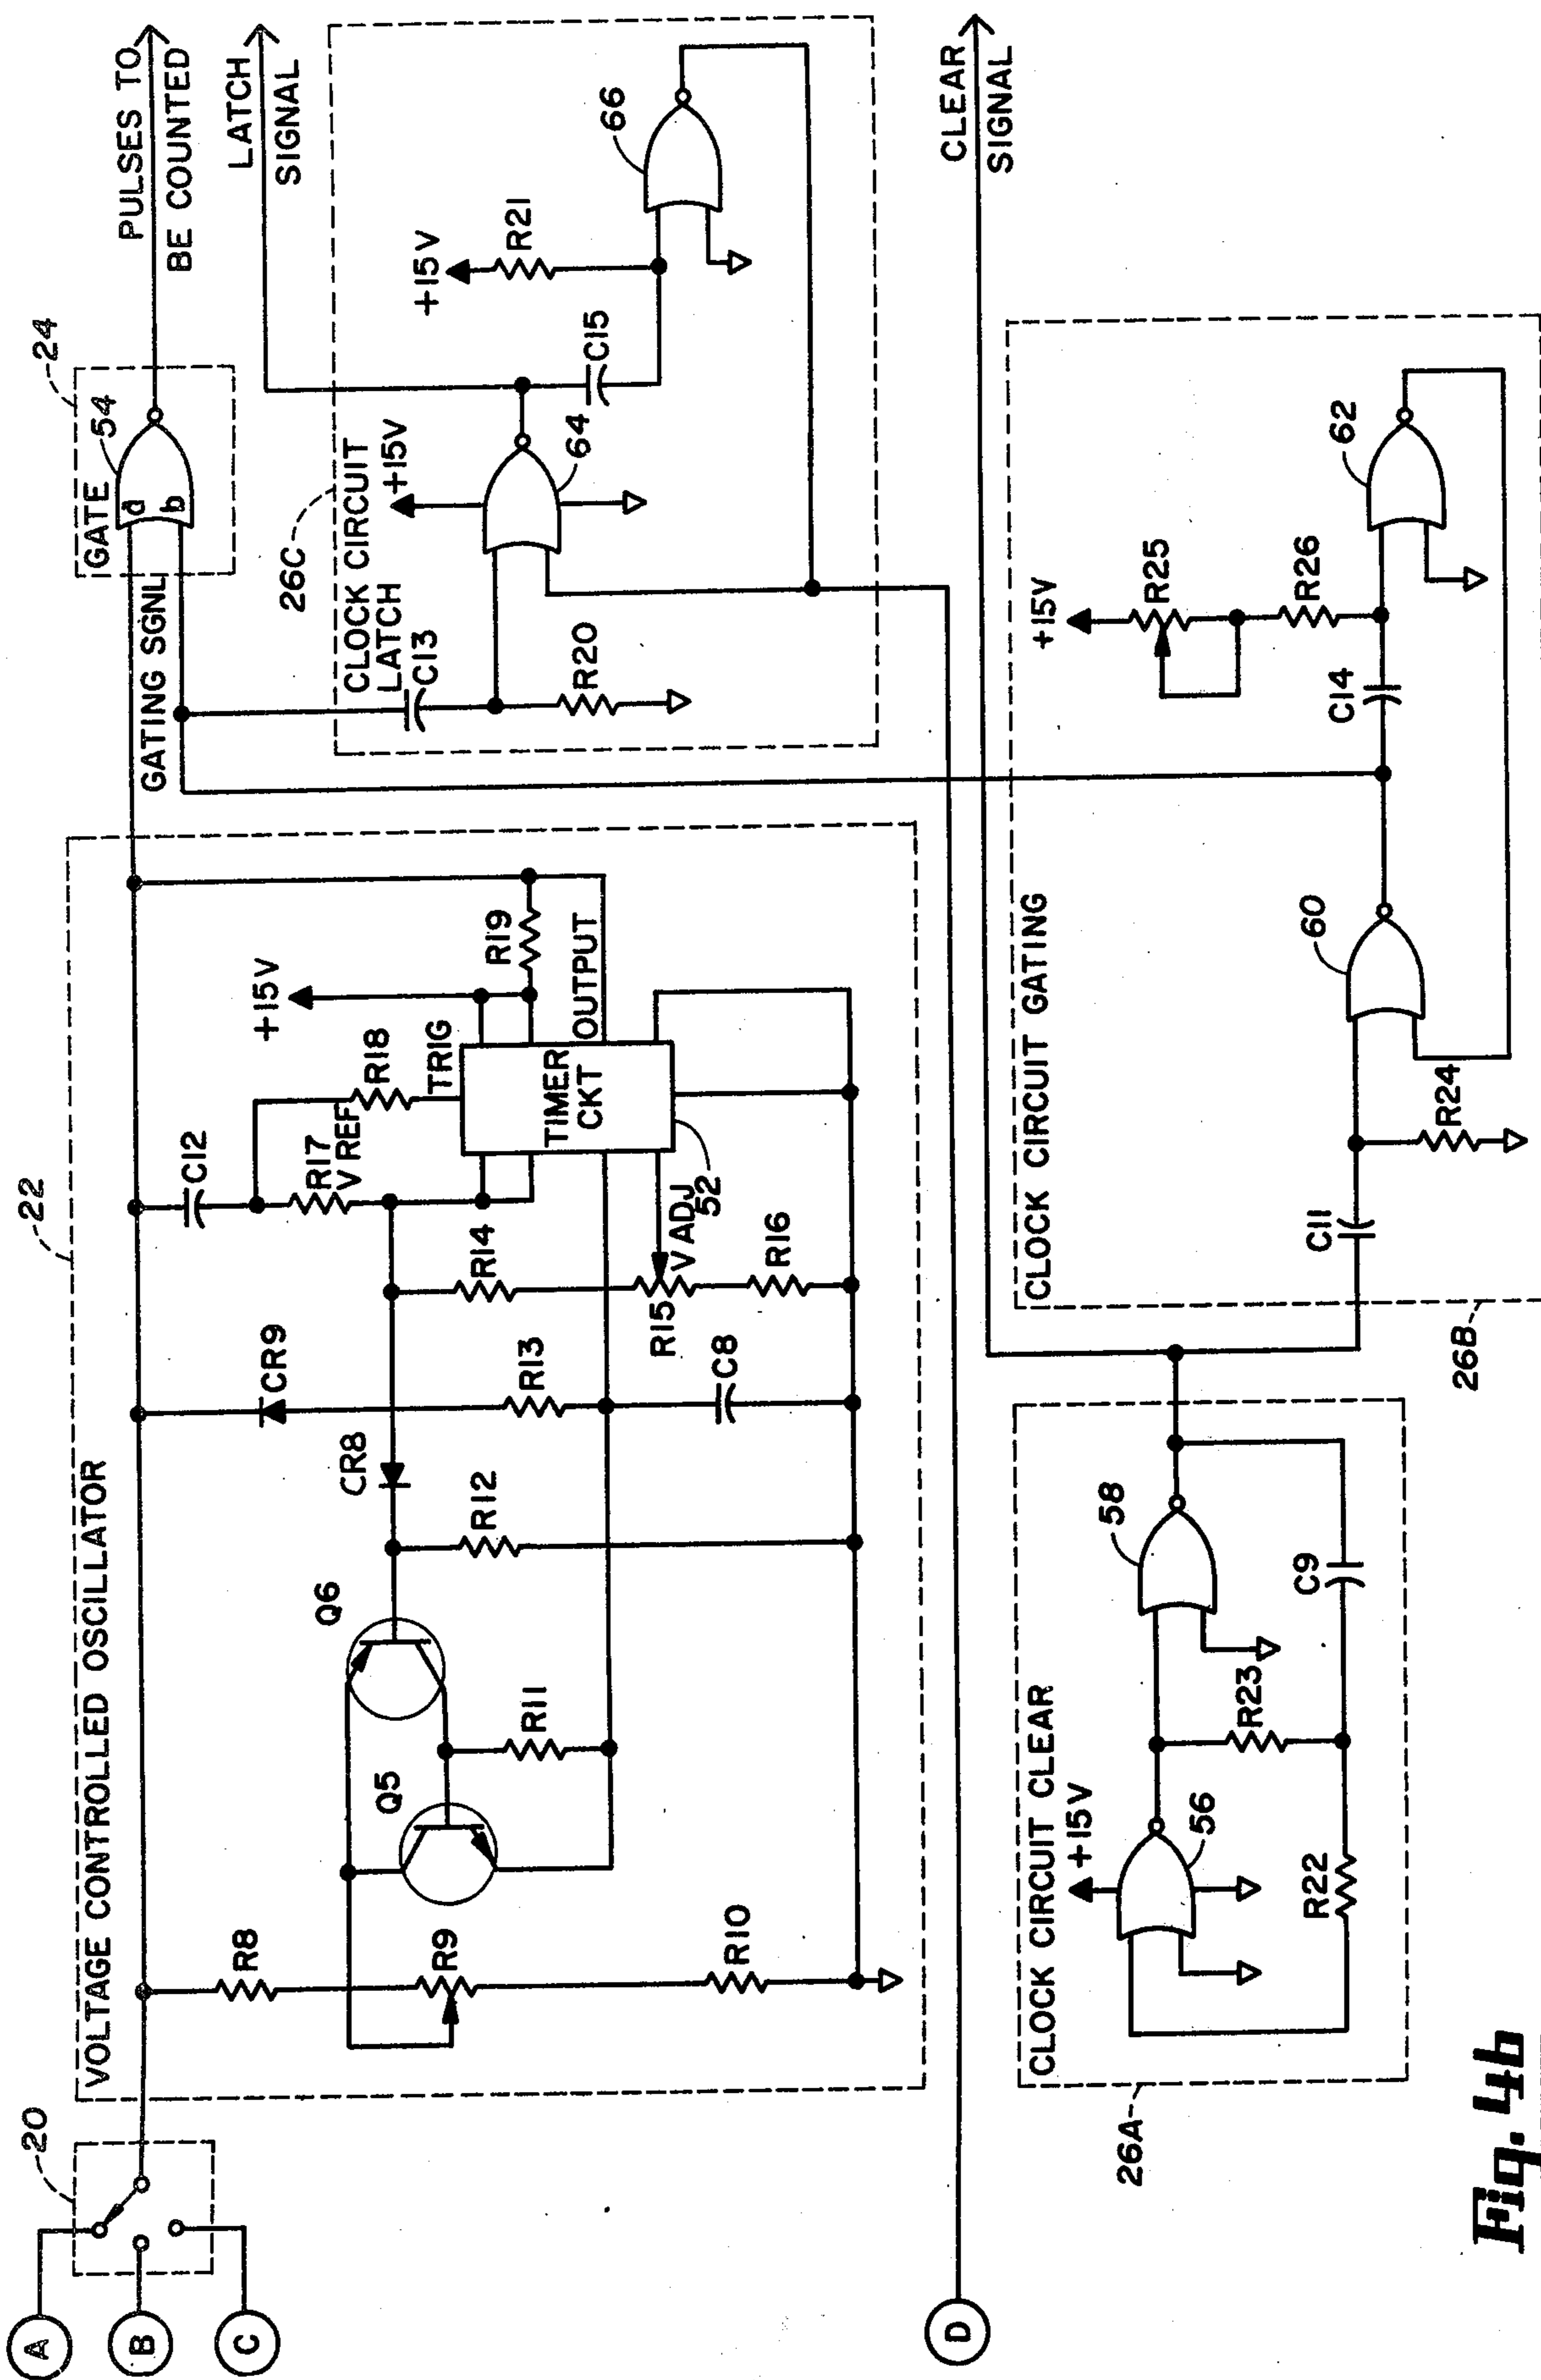 A
B
C
20
22
VOLTAGE CONTROLLED OSCILLATOR
R8
R9
R10
Q5
Q6
R11
R12
CR8
CR9
R13
C8
R14
R15
V ADJ
R16
C12
R17
V REF
R18
TRIG
TIMER
CKT
52
+15V
R19
OUTPUT
GATING SGNL
GATE
24
54
a
b
PULSES TO
BE COUNTED
LATCH
SIGNAL
26C
CLOCK CIRCUIT
LATCH
C13
R20
+15V
64
C15
+15V
R21
66
D
CLEAR
SIGNAL
CLOCK CIRCUIT CLEAR
26A
+15V
56
R22
R23
58
C9
26B
CLOCK CIRCUIT GATING
C11
R24
60
C14
+15V
R25
R26
62
Fig. 4b